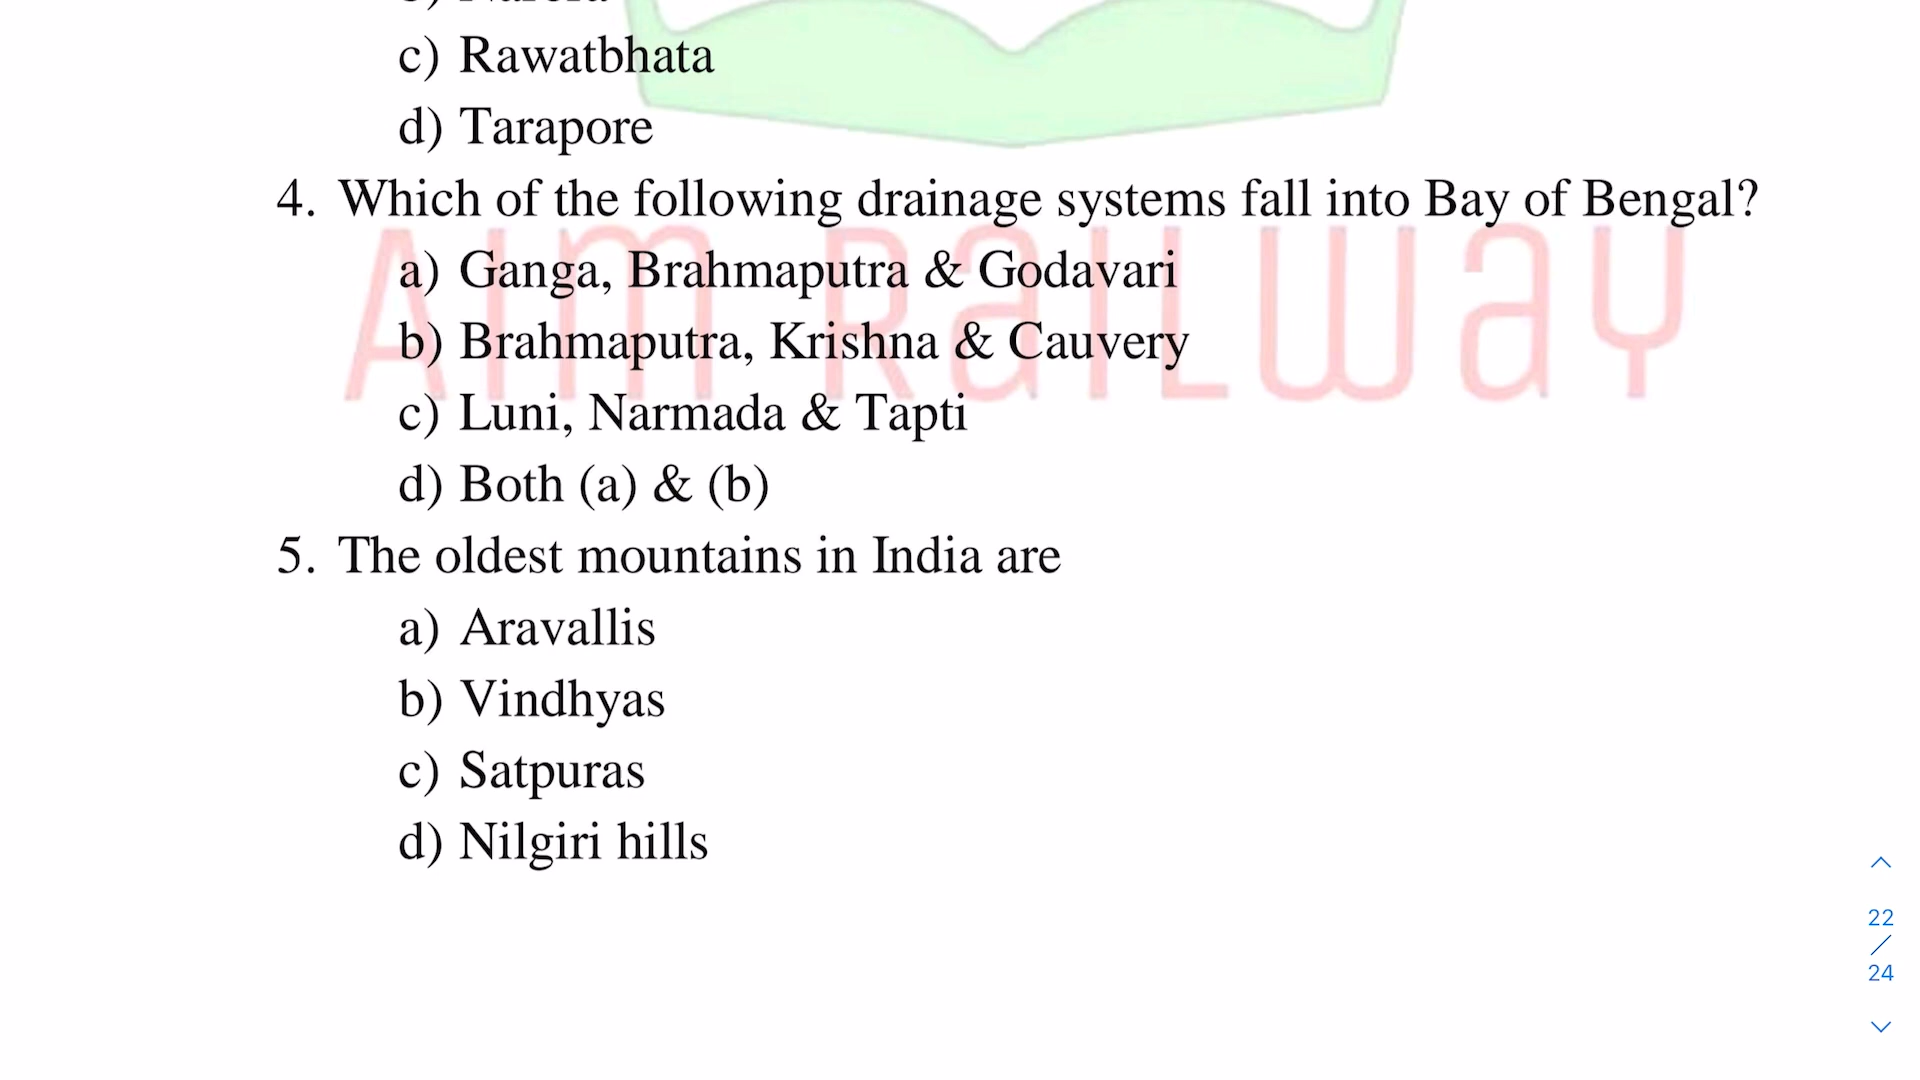 c) Rawatbhata
d) Tarapore
4. Which of the following drainage systems fall into Bay of Bengal?
a) Ganga, Brahmaputra & Godavari
b) Brahmaputra, Krishna & Cauvery
c) Luni, Narmada & Tapti
d) Both (a) & (b)
5. The oldest mountains in India are
a) Aravallis
b) Vindhyas
c) Satpuras
d) Nilgiri hills
AIM RaILWaY
22
/
24